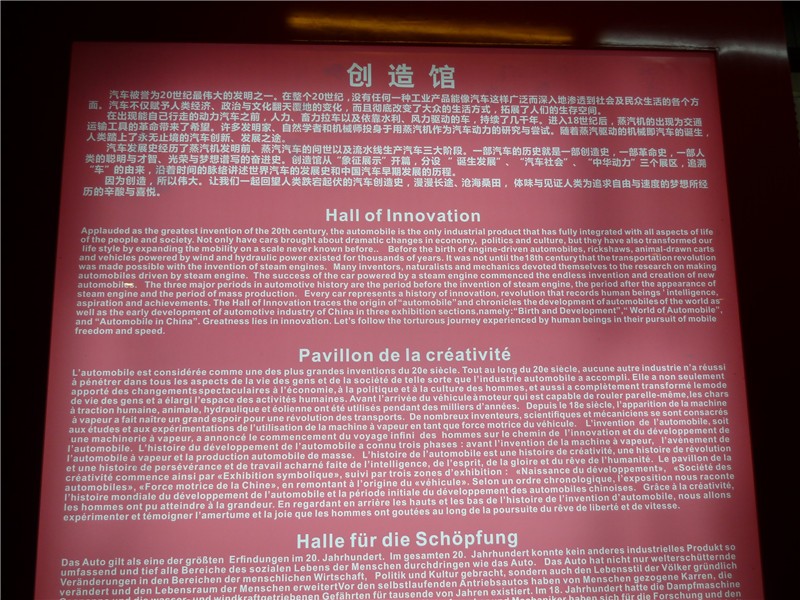 创 造 馆
汽车被誉为20世纪最伟大的发明之一。在整个20世纪，没有任何一种工业产品能像汽车这样广泛而深入地渗透到社会及民众生活的各个方
面。汽车不仅赋予人类经济、政治与文化翻天覆地的变化，而且彻底改变了大众的生活方式，拓展了人们的生存空间。
在出现能自己行走的动力汽车之前，人力、畜力拉车以及依靠水利、风力驱动的车，持续了几千年。进入18世纪后，蒸汽机的出现为交通
运输工具的革命带来了希望。许多发明家、自然学者和机械师投身于用蒸汽机作为汽车动力的研究与尝试。随着蒸汽驱动的机械即汽车的诞生，
人类踏上了永无止境的汽车创新、发展之途。
汽车发展史经历了蒸汽机发明前、蒸汽汽车的问世以及流水线生产汽车三大阶段。一部汽车的历史就是一部创造史，一部革命史，一部人
类的聪明与才智、光荣与梦想谱写的奋进史。创造馆从“象征展示”开篇，分设“诞生发展”、“汽车社会”、“中华动力”三个展区，追溯
“车”的由来，沿着时间的脉络讲述世界汽车的发展史和中国汽车早期发展的历程。
因为创造，所以伟大。让我们一起回望人类跌宕起伏的汽车创造史，漫漫长途、沧海桑田，体味与见证人类为追求自由与速度的梦想所经
历的辛酸与喜悦。
Hall of Innovation
Applauded as the greatest invention of the 20th century, the automobile is the only industrial product that has fully integrated with all aspects of life
of the people and society. Not only have cars brought about dramatic changes in economy, politics and culture, but they have also transformed our
life style by expanding the mobility on a scale never known before.. Before the birth of engine-driven automobiles, rickshaws, animal-drawn carts
and vehicles powered by wind and hydraulic power existed for thousands of years. It was not until the18th century that the transportation revolution
was made possible with the invention of steam engines. Many inventors, naturalists and mechanics devoted themselves to the research on making
automobiles driven by steam engine. The success of the car powered by a steam engine commenced the endless invention and creation of new
automobiles. The three major periods in automotive history are the period before the invention of steam engine, the period after the appearance of
steam engine and the period of mass production. Every car represents a history of innovation, revolution that records human beings' intelligence,
aspiration and achievements. The Hall of Innovation traces the origin of“automobile”and chronicles the development of automobiles of the world as
well as the early development of automotive industry of China in three exhibition sections,namely:“Birth and Development”,“ World of Automobile”,
and “Automobile in China”. Greatness lies in innovation. Let's follow the torturous journey experienced by human beings in their pursuit of mobile
freedom and speed.
Pavillon de la créativité
L'automobile est considérée comme une des plus grandes inventions du 20e siècle. Tout au long du 20e siècle, aucune autre industrie n'a réussi
à pénétrer dans tous les aspects de la vie des gens et de la société de telle sorte que l'industrie automobile a accompli. Elle a non seulement
apporté des changements spectaculaires à l'économie, à la politique et à la culture des hommes, et aussi a complètement transformé le mode
de vie des gens et a élargi l'espace des activités humaines. Avant l'arrivée du véhicule à moteur qui est capable de rouler parelle-même, les chars
à traction humaine, animale, hydraulique et éolienne ont été utilisés pendant des milliers d'années. Depuis le 18e siècle, l'apparition de la machine
à vapeur a fait naître un grand espoir pour une révolution des transports. De nombreux inventeurs, scientifiques et mécaniciens se sont consacrés
aux études et aux expérimentations de l'utilisation de la machine à vapeur en tant que force motrice du véhicule. L'invention de l'automobile, soit
une machinerie à vapeur, a annoncé le commencement du voyage infini des hommes sur le chemin de l'innovation et du développement de
l'automobile. L'histoire du développement de l'automobile a connu trois phases : avant l'invention de la machine à vapeur, l'avènement de
l'automobile à vapeur et la production automobile de masse. L'histoire de l'automobile est une histoire de créativité, une histoire de révolution
et une histoire de persévérance et de travail acharné faite de l'intelligence, de l'esprit, de la gloire et du rêve de l'humanité. Le pavillon de la
créativité commence ainsi par «Exhibition symbolique», suivi par trois zones d'exhibition : «Naissance du développement», «Société des
automobiles», «Force motrice de la Chine», en remontant à l'origine du «véhicule». Selon un ordre chronologique, l'exposition nous raconte
l'histoire mondiale du développement de l'automobile et la période initiale du développement des automobiles chinoises. Grâce à la créativité,
les hommes ont pu atteindre à la grandeur. En regardant en arrière les hauts et les bas de l'histoire de l'invention d'automobile, nous allons
expérimenter et témoigner l'amertume et la joie que les hommes ont goutées au long de la poursuite du rêve de liberté et de vitesse.
Halle für die Schöpfung
Das Auto gilt als eine der größten Erfindungen im 20. Jahrhundert. Im gesamten 20. Jahrhundert konnte kein anderes industrielles Produkt so
umfassend und tief alle Bereiche des sozialen Lebens der Menschen durchdringen wie das Auto. Das Auto hat nicht nur welterschütternde
Veränderungen in den Bereichen der menschlichen Wirtschaft, Politik und Kultur gebracht, sondern auch den Lebensstil der Völker gründlich
verändert und den Lebensraum der Menschen erweitertVor den selbstlaufenden Antriebsautos haben von Menschen gezogene Karren, die
windkraftgetriebenen Gefährten für tausende von Jahren existiert. Im 18. Jahrhundert hatte die Dampfmaschine
haben sich für die Forschung und den